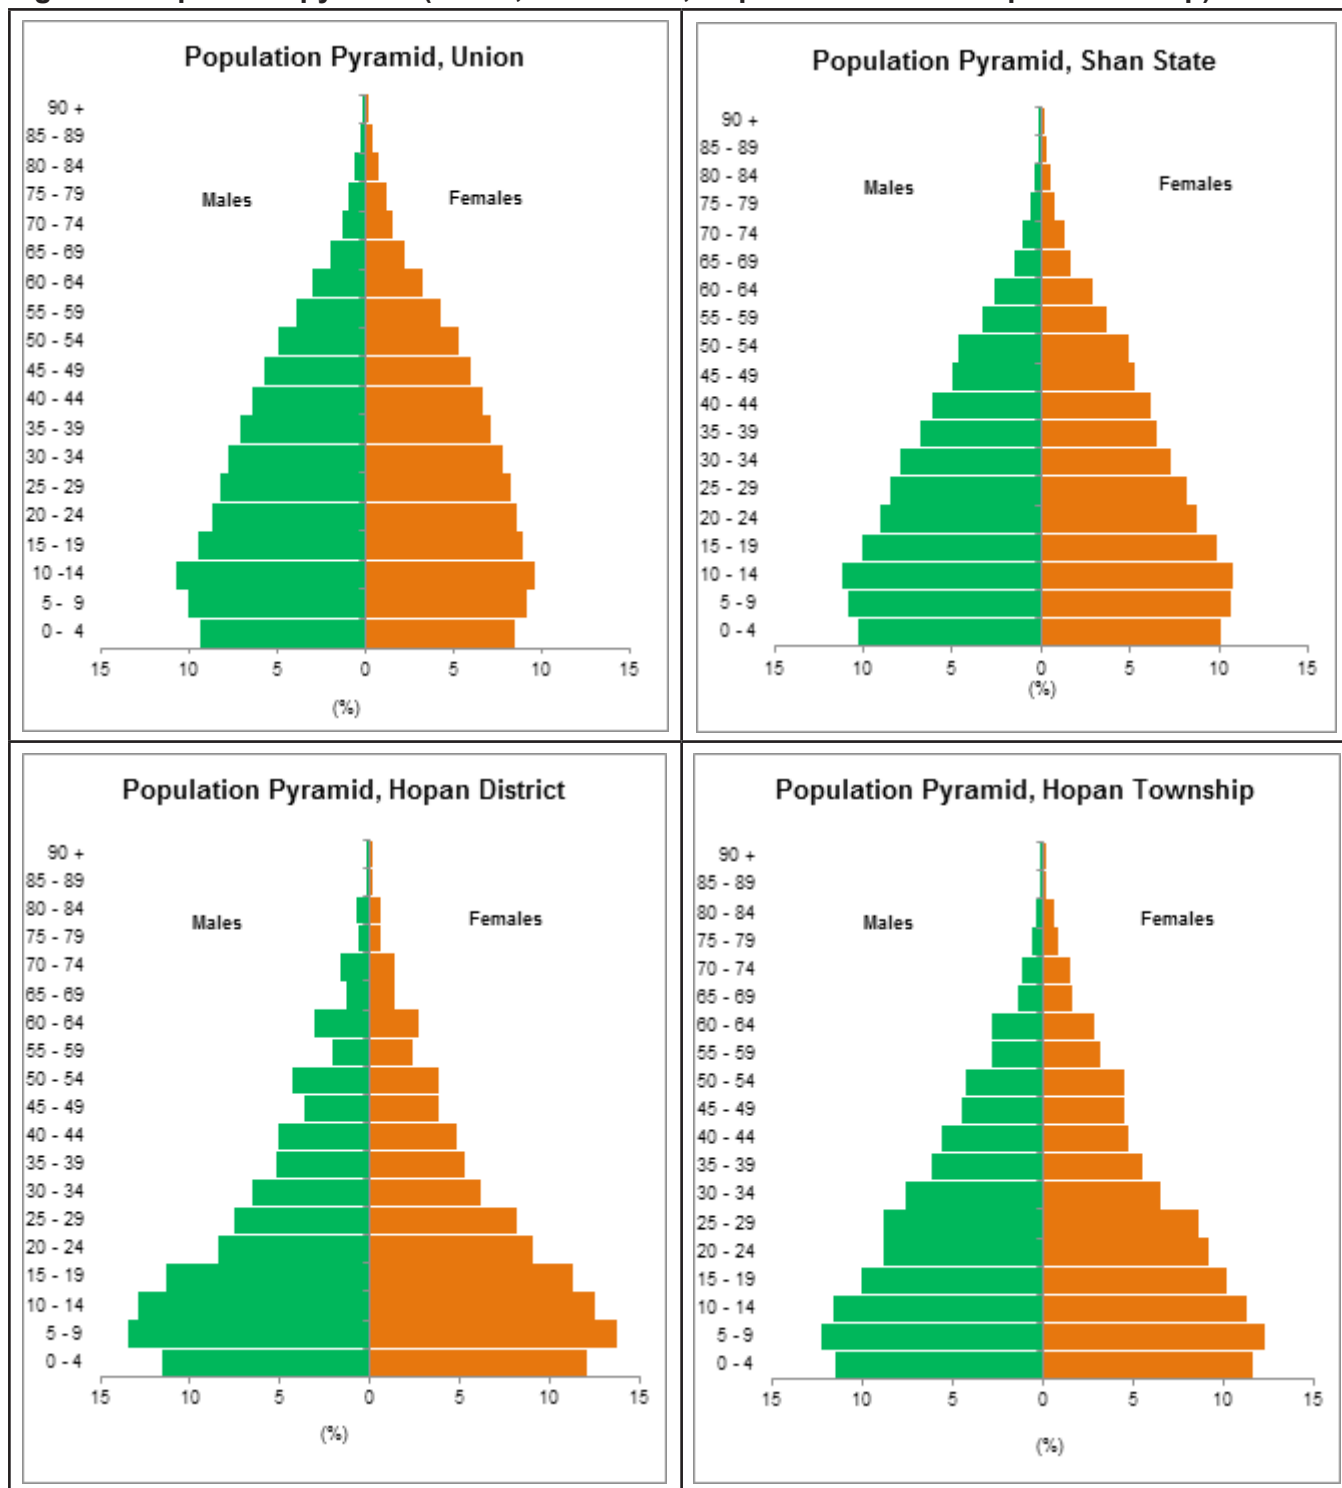 Population Pyramid, Union
90 +
85 - 89
80 - 84
75 - 79
70 - 74
65 - 69
60 - 64
55 - 59
50 - 54
45 - 49
40 - 44
35 - 39
30 - 34
25 - 29
20 - 24
15 - 19
10 -14
5 - 9
0 - 4
Males
Females
15 10 5 0 5 10 15
(%)
Population Pyramid, Shan State
90 +
85 - 89
80 - 84
75 - 79
70 - 74
65 - 69
60 - 64
55 - 59
50 - 54
45 - 49
40 - 44
35 - 39
30 - 34
25 - 29
20 - 24
15 - 19
10 - 14
5 - 9
0 - 4
Males
Females
15 10 5 0 5 10 15
(%)
Population Pyramid, Hopan District
90 +
85 - 89
80 - 84
75 - 79
70 - 74
65 - 69
60 - 64
55 - 59
50 - 54
45 - 49
40 - 44
35 - 39
30 - 34
25 - 29
20 - 24
15 - 19
10 - 14
5 - 9
0 - 4
Males
Females
15 10 5 0 5 10 15
(%)
Population Pyramid, Hopan Township
90 +
85 - 89
80 - 84
75 - 79
70 - 74
65 - 69
60 - 64
55 - 59
50 - 54
45 - 49
40 - 44
35 - 39
30 - 34
25 - 29
20 - 24
15 - 19
10 - 14
5 - 9
0 - 4
Males
Females
15 10 5 0 5 10 15
(%)